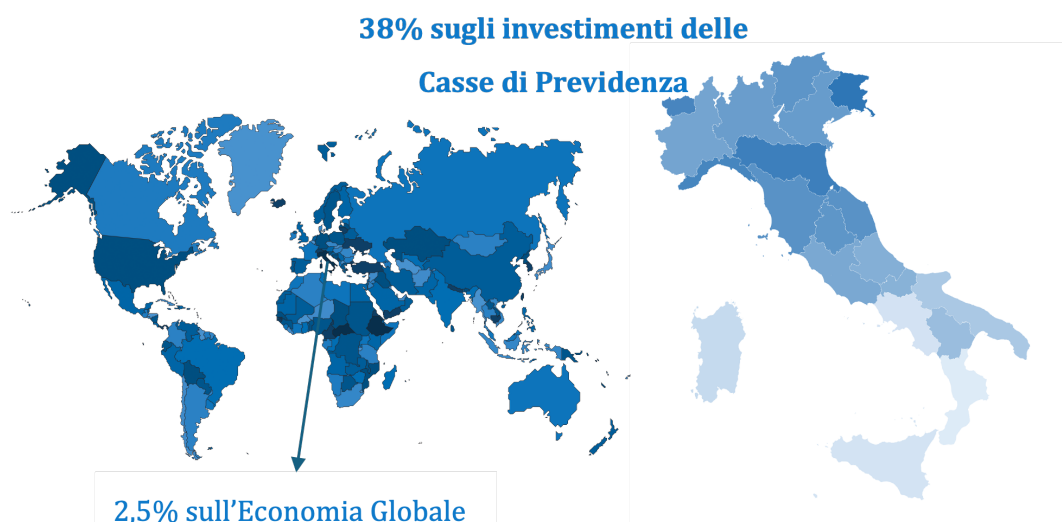 38% sugli investimenti delle
Casse di Previdenza
2,5% sull’Economia Globale